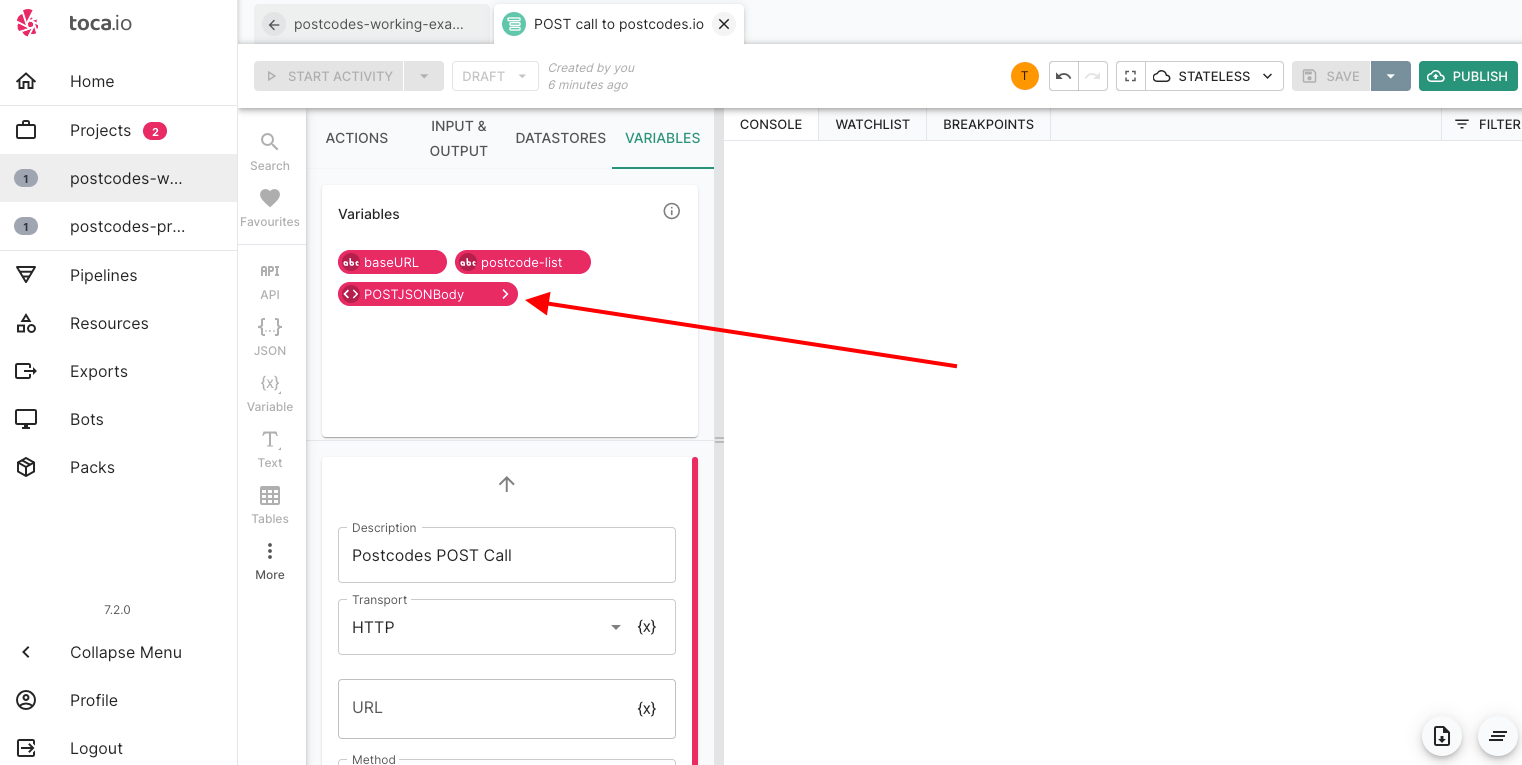 toca.io
Home
Projects 2
1 postcodes-w...
1 postcodes-pr...
Pipelines
Resources
Exports
Bots
Packs
7.2.0
Collapse Menu
Profile
Logout
postcodes-working-exa...
POST call to postcodes.io
START ACTIVITY
DRAFT
Created by you
6 minutes ago
T
STATELESS
SAVE
PUBLISH
Search
Favourites
API
API
{...}
JSON
{x}
Variable
T
Text
Tables
More
ACTIONS
INPUT &
OUTPUT
DATASTORES
VARIABLES
Variables
abc baseURL
abc postcode-list
<> POSTJSONBody
Description
Postcodes POST Call
Transport
HTTP
{x}
URL
{x}
Method
CONSOLE
WATCHLIST
BREAKPOINTS
FILTER